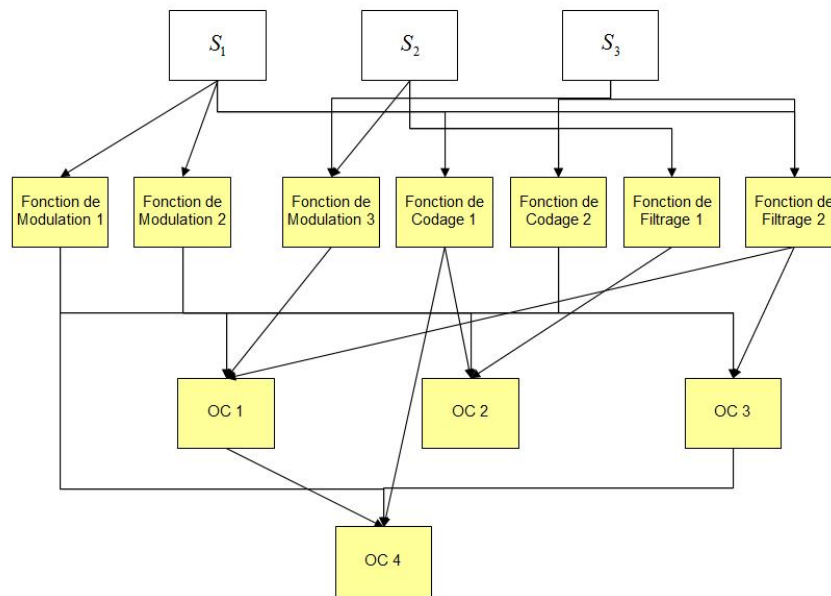 S1
S2
S3
Fonction de
Modulation 1
Fonction de
Modulation 2
Fonction de
Modulation 3
Fonction de
Codage 1
Fonction de
Codage 2
Fonction de
Filtrage 1
Fonction de
Filtrage 2
OC 1
OC 2
OC 3
OC 4